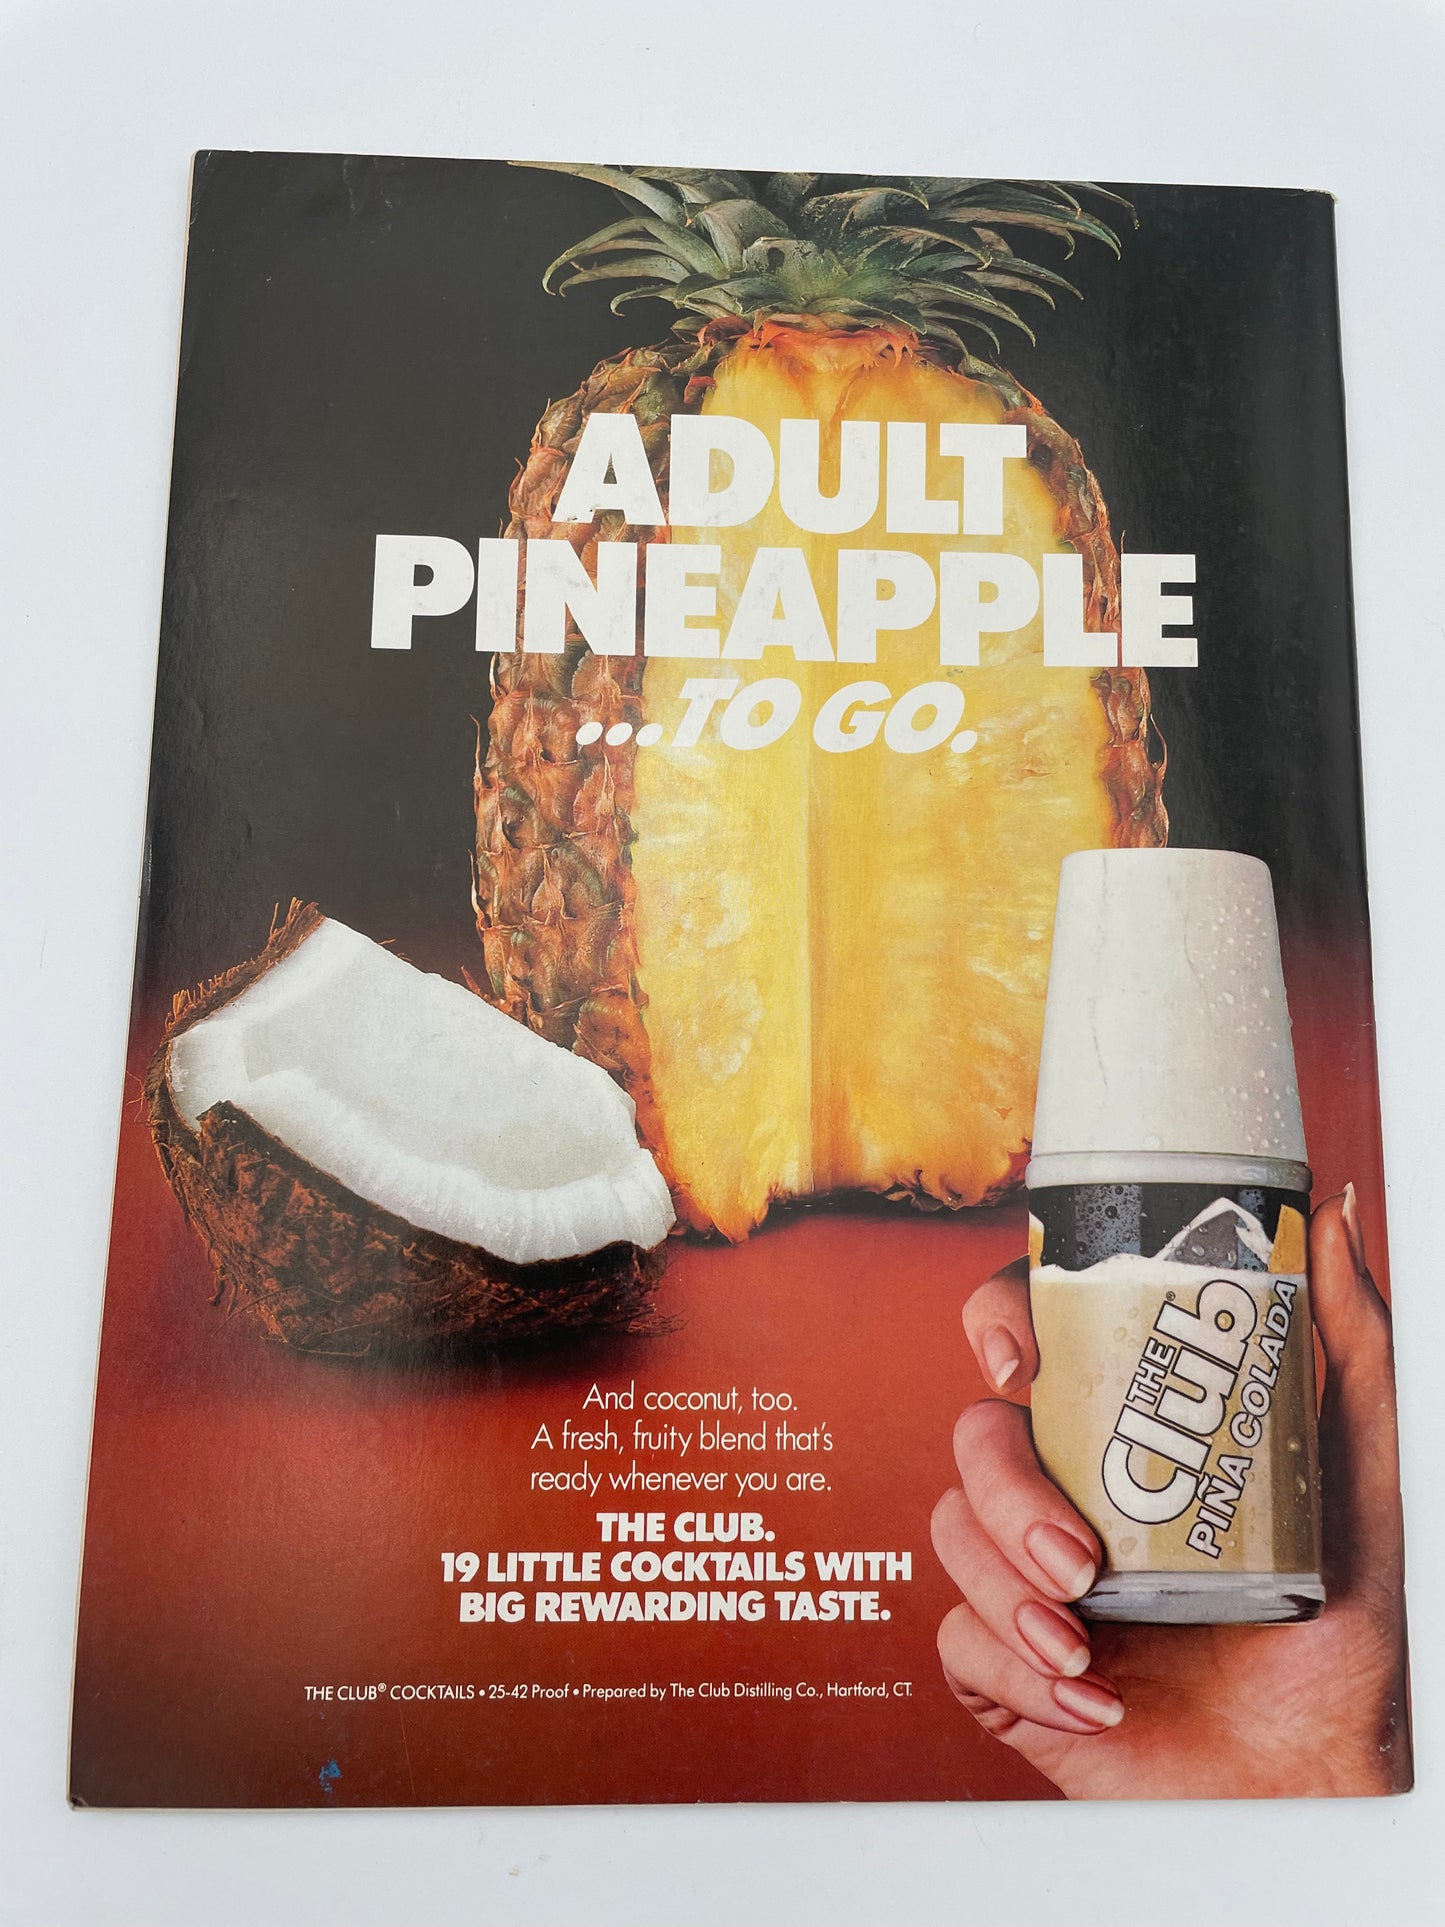 ADULT
PINEAPPLE
...TO GO.
THE
Club®
PIÑA COLADA
And coconut, too.
A fresh, fruity blend that's
ready whenever you are.
THE CLUB.
19 LITTLE COCKTAILS WITH
BIG REWARDING TASTE.
THE CLUB® COCKTAILS • 25-42 Proof • Prepared by The Club Distilling Co., Hartford, CT.